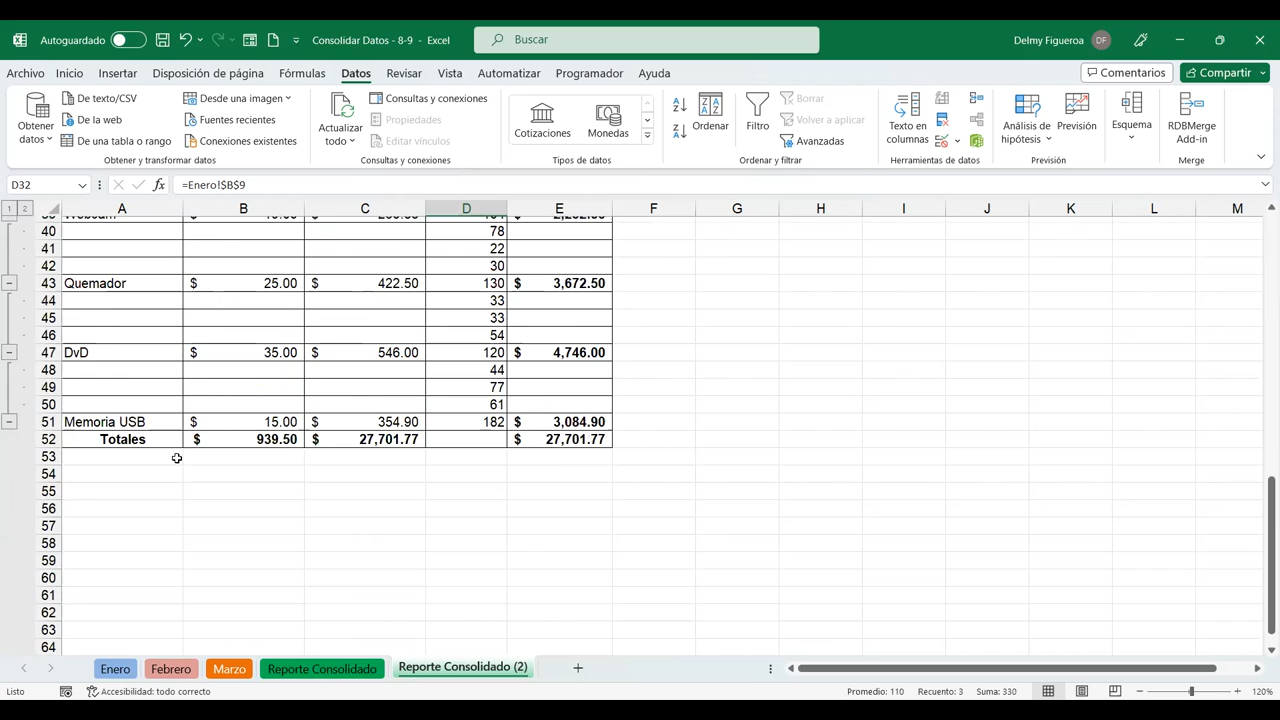 Autoguardado
Consolidar Datos - 8-9 - Excel
Buscar
Delmy Figueroa DF
Archivo Inicio Insertar Disposición de página Fórmulas Datos Revisar Vista Automatizar Programador Ayuda Comentarios Compartir
Obtener datos
De texto/CSV
De la web
De una tabla o rango
Desde una imagen
Fuentes recientes
Conexiones existentes
Obtener y transformar datos
Actualizar todo
Consultas y conexiones
Propiedades
Editar vínculos
Consultas y conexiones
Cotizaciones
Monedas
Tipos de datos
Ordenar
Filtro
Borrar
Volver a aplicar
Avanzadas
Ordenar y filtrar
Texto en columnas
Herramientas de datos
Análisis de hipótesis
Previsión
Previsión
Esquema
RDBMerge Add-in
Merge
D32 fx =Enero!$B$9
1 2 A B C D E F G H I J K L M
40 78
41 22
42 30
43 Quemador $ 25.00 $ 422.50 130 $ 3,672.50
44 33
45 33
46 54
47 DvD $ 35.00 $ 546.00 120 $ 4,746.00
48 44
49 77
50 61
51 Memoria USB $ 15.00 $ 354.90 182 $ 3,084.90
52 Totales $ 939.50 $ 27,701.77 $ 27,701.77
53
54
55
56
57
58
59
60
61
62
63
64
Enero Febrero Marzo Reporte Consolidado Reporte Consolidado (2)
Listo Accesibilidad: todo correcto Promedio: 110 Recuento: 3 Suma: 330 120%